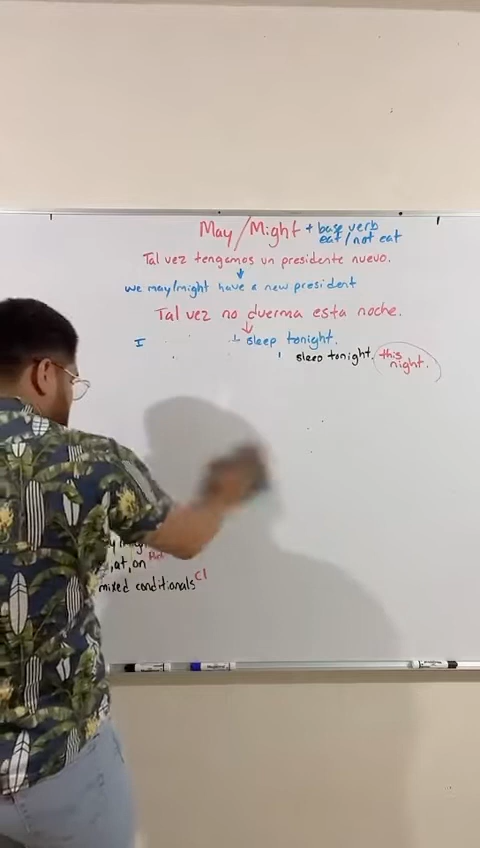 May/Might + base verb
eat/not eat
Tal vez tengamos un presidente nuevo.
we may/might have a new president
Tal vez no duerma esta noche.
I sleep tonight.
sleep tonight. this night.
, at, on
mixed conditionals C1